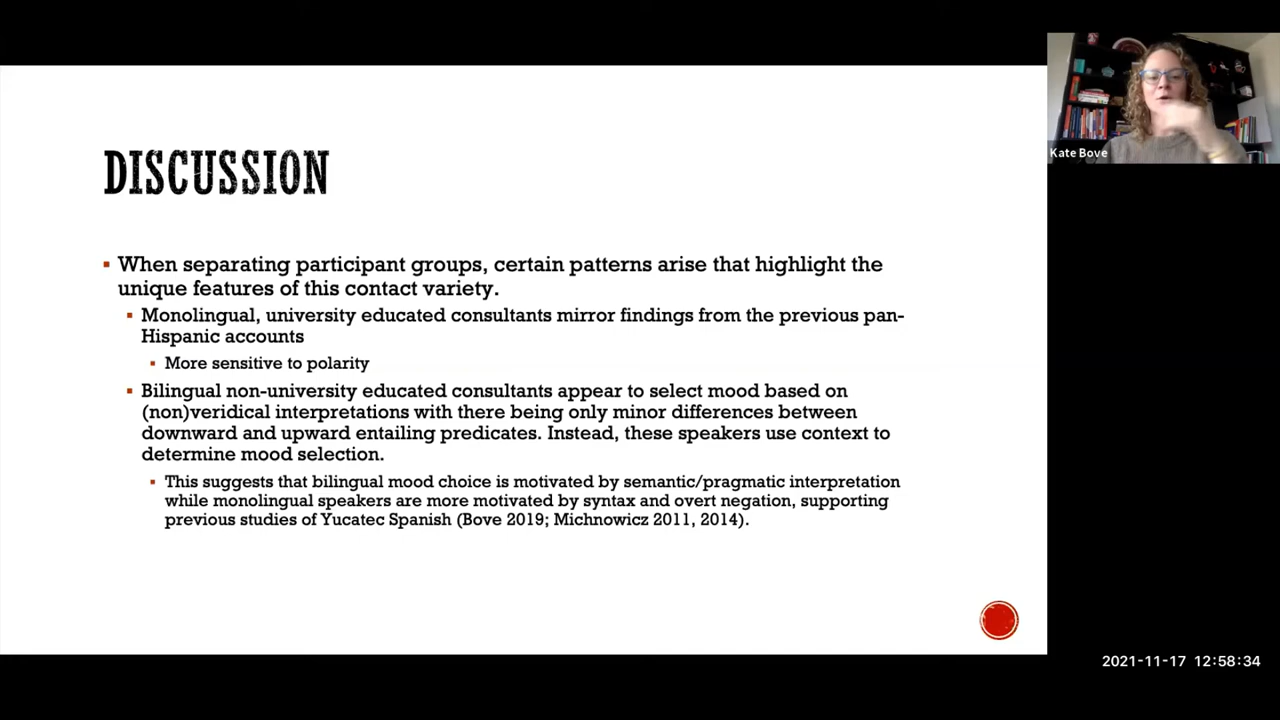 DISCUSSION
When separating participant groups, certain patterns arise that highlight the
unique features of this contact variety.
Monolingual, university educated consultants mirror findings from the previous pan-
Hispanic accounts
More sensitive to polarity
Bilingual non-university educated consultants appear to select mood based on
(non)veridical interpretations with there being only minor differences between
downward and upward entailing predicates. Instead, these speakers use context to
determine mood selection.
This suggests that bilingual mood choice is motivated by semantic/pragmatic interpretation
while monolingual speakers are more motivated by syntax and overt negation, supporting
previous studies of Yucatec Spanish (Bove 2019; Michnowicz 2011, 2014).
Kate Bove
2021-11-17 12:58:34